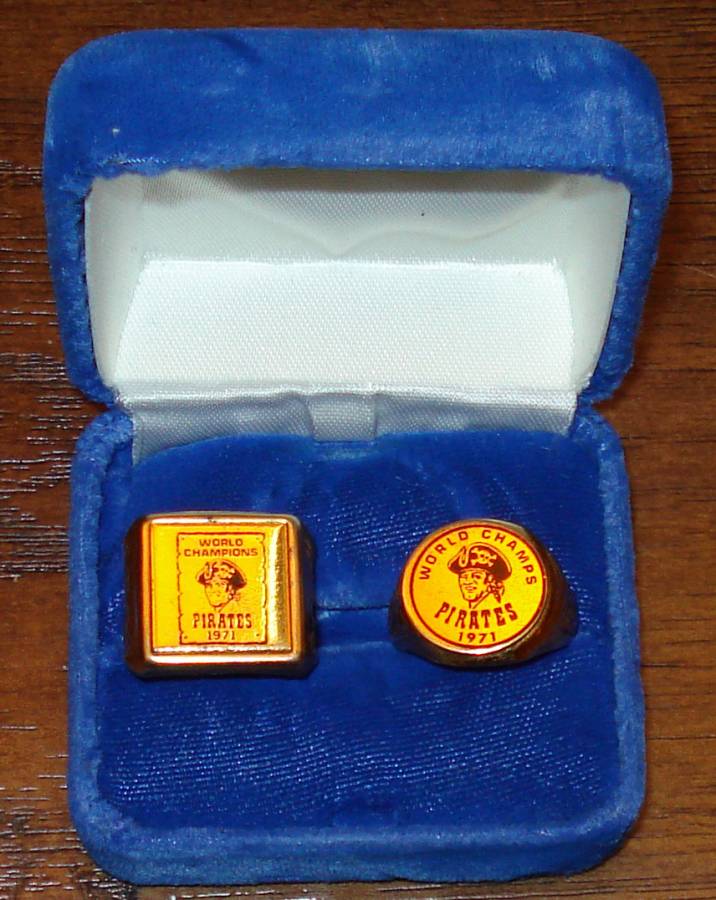 WORLD
CHAMPIONS
PIRATES
1971
WORLD CHAMPS
PIRATES
1971